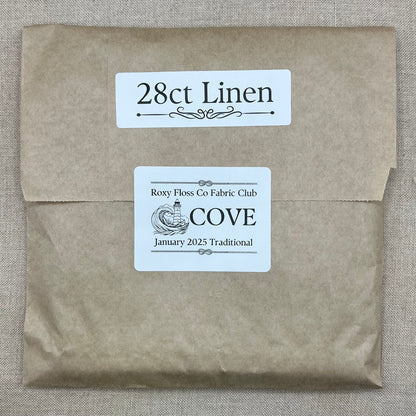 28ct Linen
Roxy Floss Co Fabric Club
COVE
January 2025 Traditional